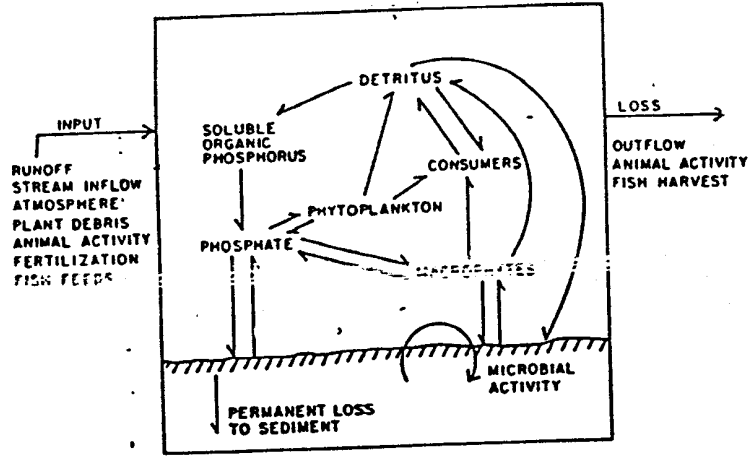 DETRITUS
INPUT
LOSS
SOLUBLE
ORGANIC
PHOSPHORUS
CONSUMERS
RUNOFF
STREAM INFLOW
ATMOSPHERE
PLANT DEBRIS
ANIMAL ACTIVITY
FERTILIZATION
FISH FEEDS
OUTFLOW
ANIMAL ACTIVITY
FISH HARVEST
PHYTOPLANKTON
PHOSPHATE
MACROPHYTES
MICROBIAL
ACTIVITY
PERMANENT LOSS
TO SEDIMENT